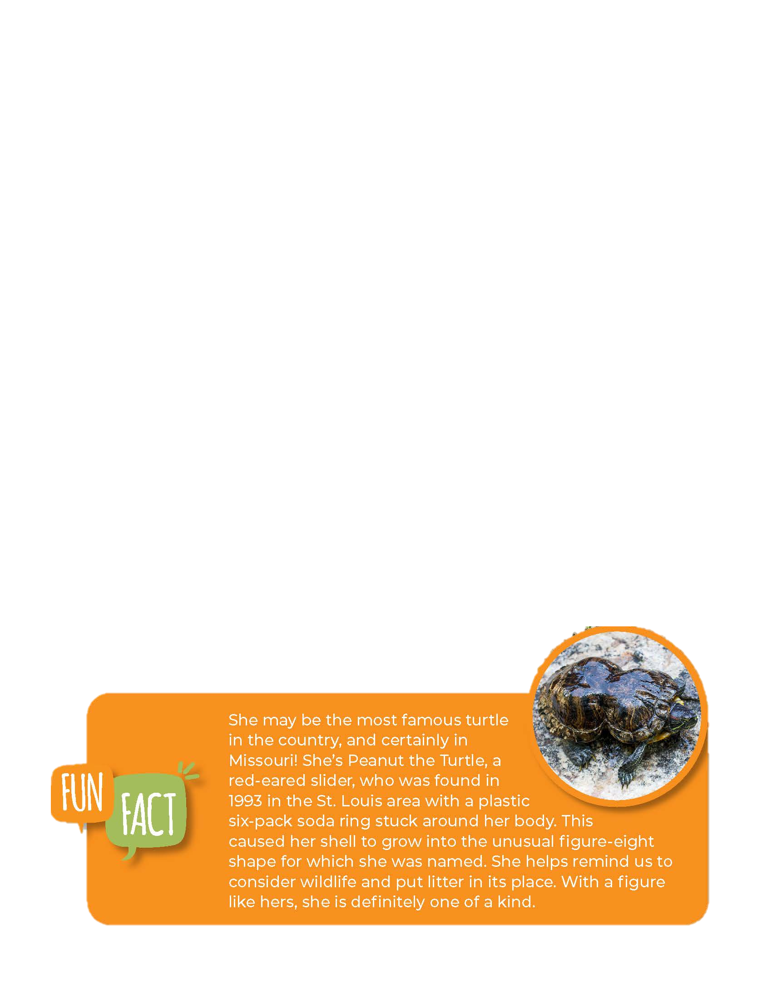 FUN
FACT
She may be the most famous turtle
in the country, and certainly in
Missouri! She’s Peanut the Turtle, a
red-eared slider, who was found in
1993 in the St. Louis area with a plastic
six-pack soda ring stuck around her body. This
caused her shell to grow into the unusual figure-eight
shape for which she was named. She helps remind us to
consider wildlife and put litter in its place. With a figure
like hers, she is definitely one of a kind.